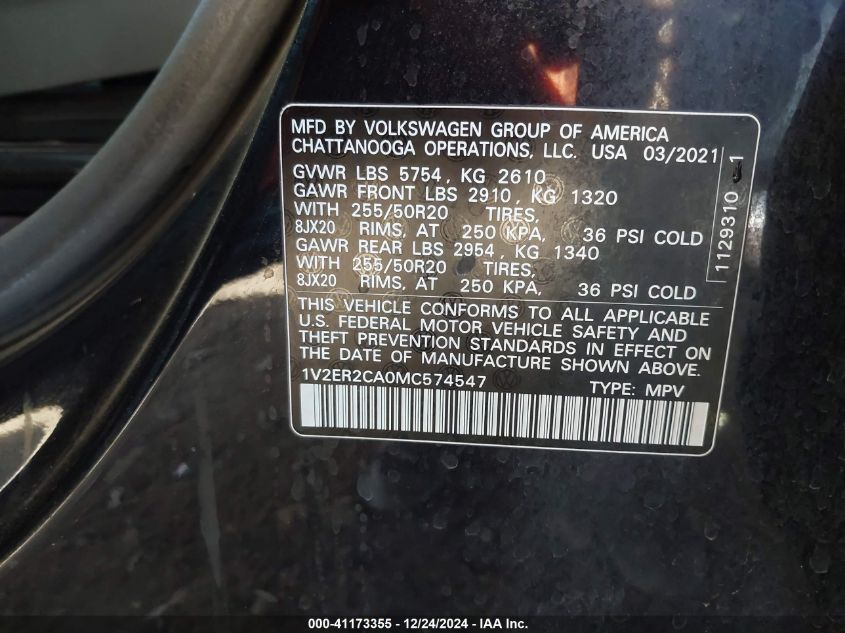 MFD BY VOLKSWAGEN GROUP OF AMERICA
CHATTANOOGA OPERATIONS, LLC. USA 03/2021
GVWR LBS 5754, KG 2610
GAWR FRONT LBS 2910, KG 1320
WITH 255/50R20 TIRES,
8JX20 RIMS, AT 250 KPA, 36 PSI COLD
GAWR REAR LBS 2954, KG 1340
WITH 255/50R20 TIRES,
8JX20 RIMS, AT 250 KPA, 36 PSI COLD
THIS VEHICLE CONFORMS TO ALL APPLICABLE
U.S. FEDERAL MOTOR VEHICLE SAFETY AND
THEFT PREVENTION STANDARDS IN EFFECT ON
THE DATE OF MANUFACTURE SHOWN ABOVE.
1V2ER2CA0MC574547 TYPE: MPV
1129310 1
000-41173355 - 12/24/2024 - IAA Inc.